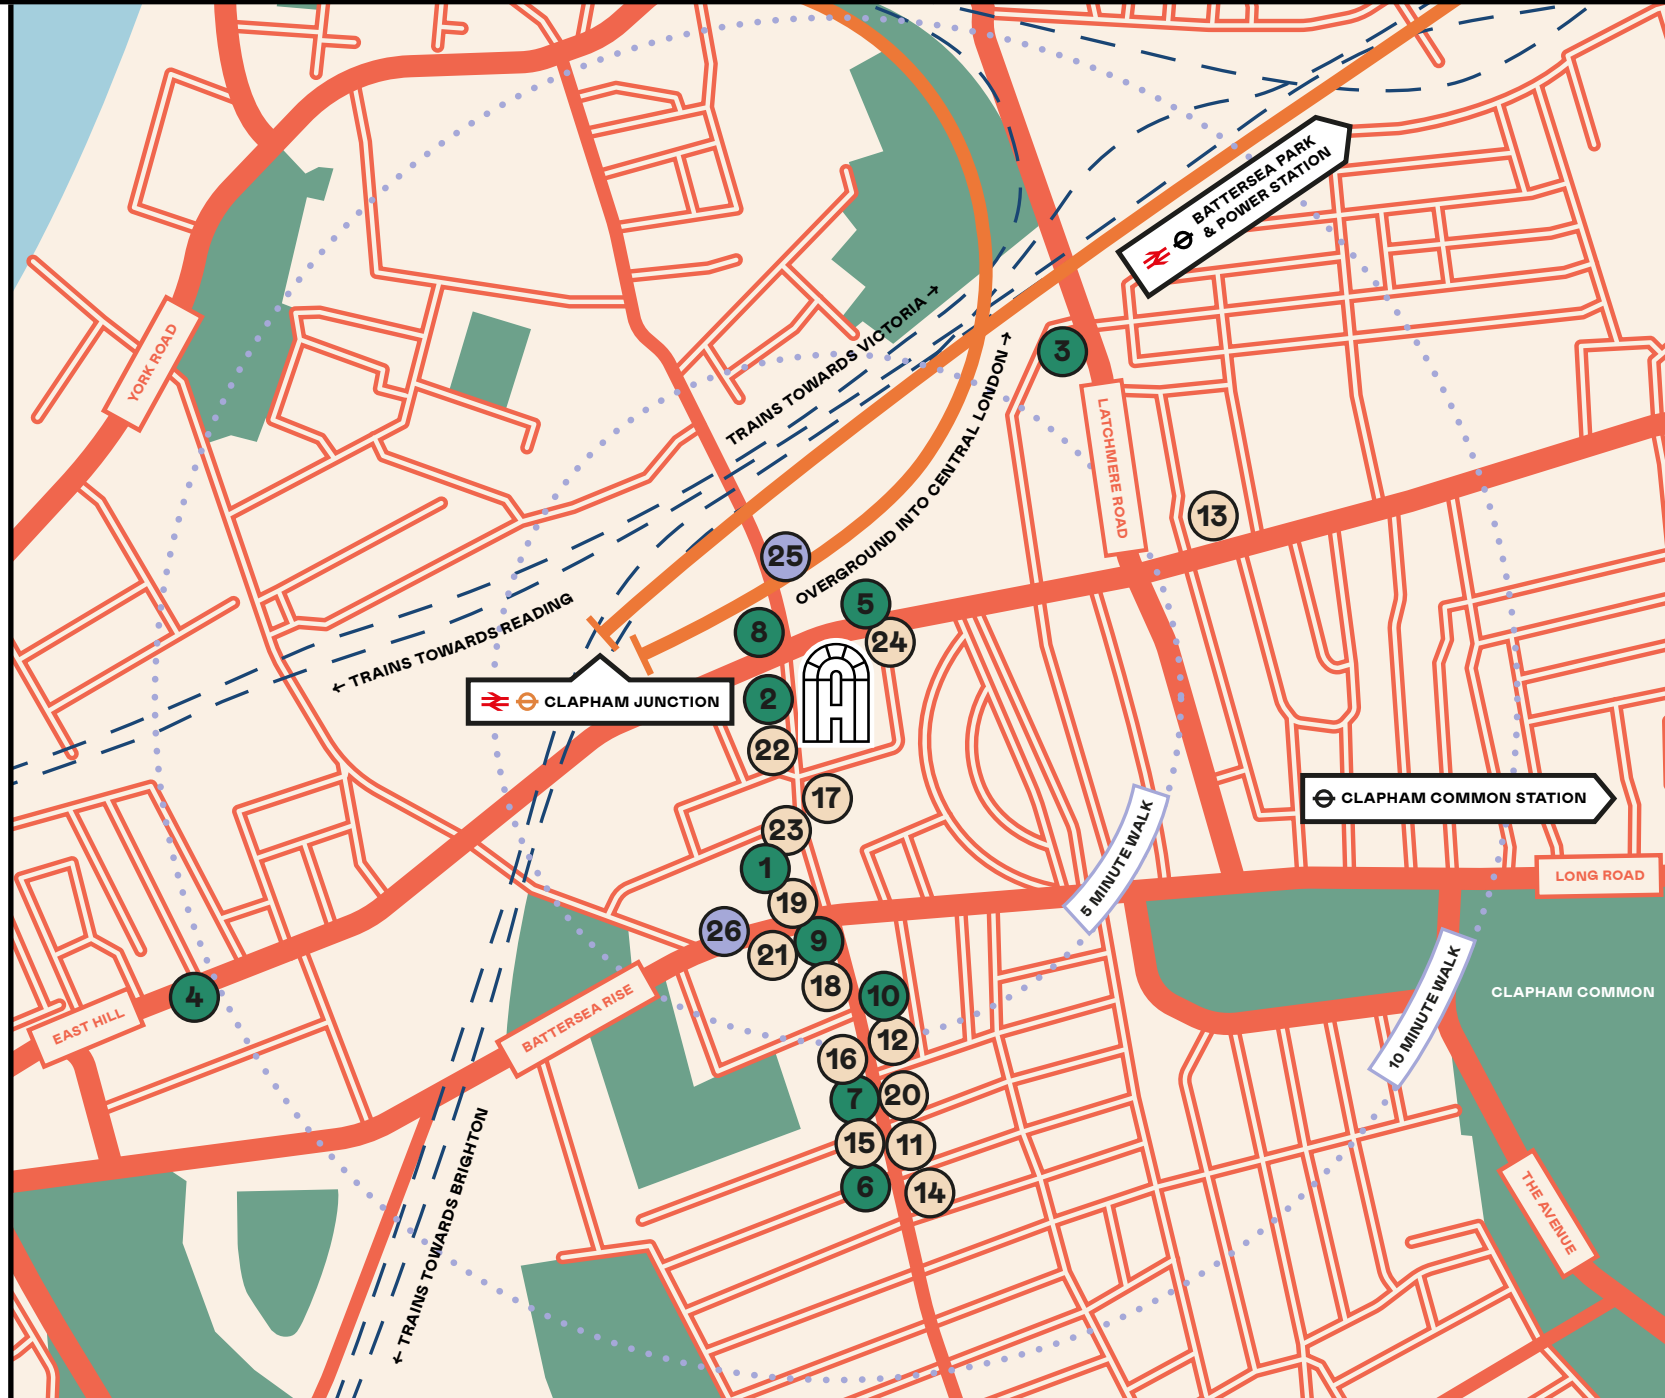 BATTERSEA PARK
& POWER STATION
TRAINS TOWARDS VICTORIA →
YORK ROAD
3
OVERGROUND INTO CENTRAL LONDON →
LATCHMERE ROAD
13
25
5
8
24
← TRAINS TOWARDS READING
CLAPHAM JUNCTION
2
22
17
CLAPHAM COMMON STATION
23
1
5 MINUTE WALK
LONG ROAD
19
26
9
21
18
10
4
EAST HILL
BATTERSEA RISE
CLAPHAM COMMON
10 MINUTE WALK
12
16
7
20
15
11
6
14
← TRAINS TOWARDS BRIGHTON
THE AVENUE